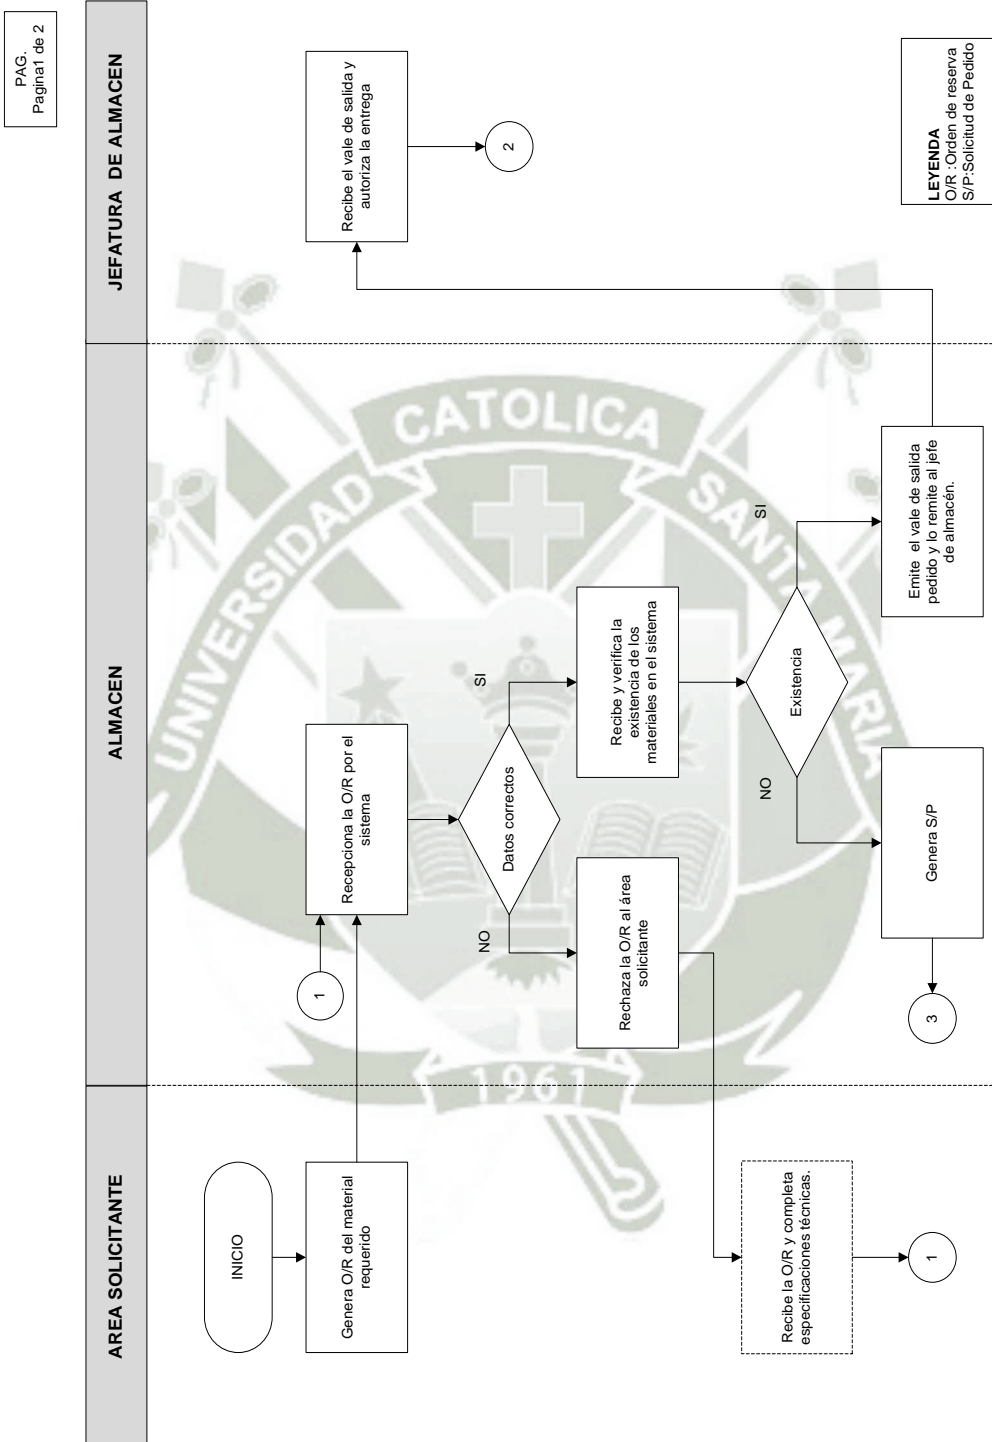 PAG.
Pagina1 de 2
AREA SOLICITANTE
ALMACEN
JEFATURA DE ALMACEN
INICIO
Genera O/R del material
requerido
1
Recepciona la O/R por el
sistema
Recibe el vale de salida y
autoriza la entrega
2
Datos correctos
NO
SI
Rechaza la O/R al área
solicitante
Recibe y verifica la
existencia de los
materiales en el sistema
Recibe la O/R y completa
especificaciones técnicas.
1
Existencia
NO
SI
Genera S/P
3
Emite el vale de salida
pedido y lo remite al jefe
de almacén.
LEYENDA
O/R :Orden de reserva
S/P:Solicitud de Pedido
UNIVERSIDAD CATOLICA SANTA MARIA
1961